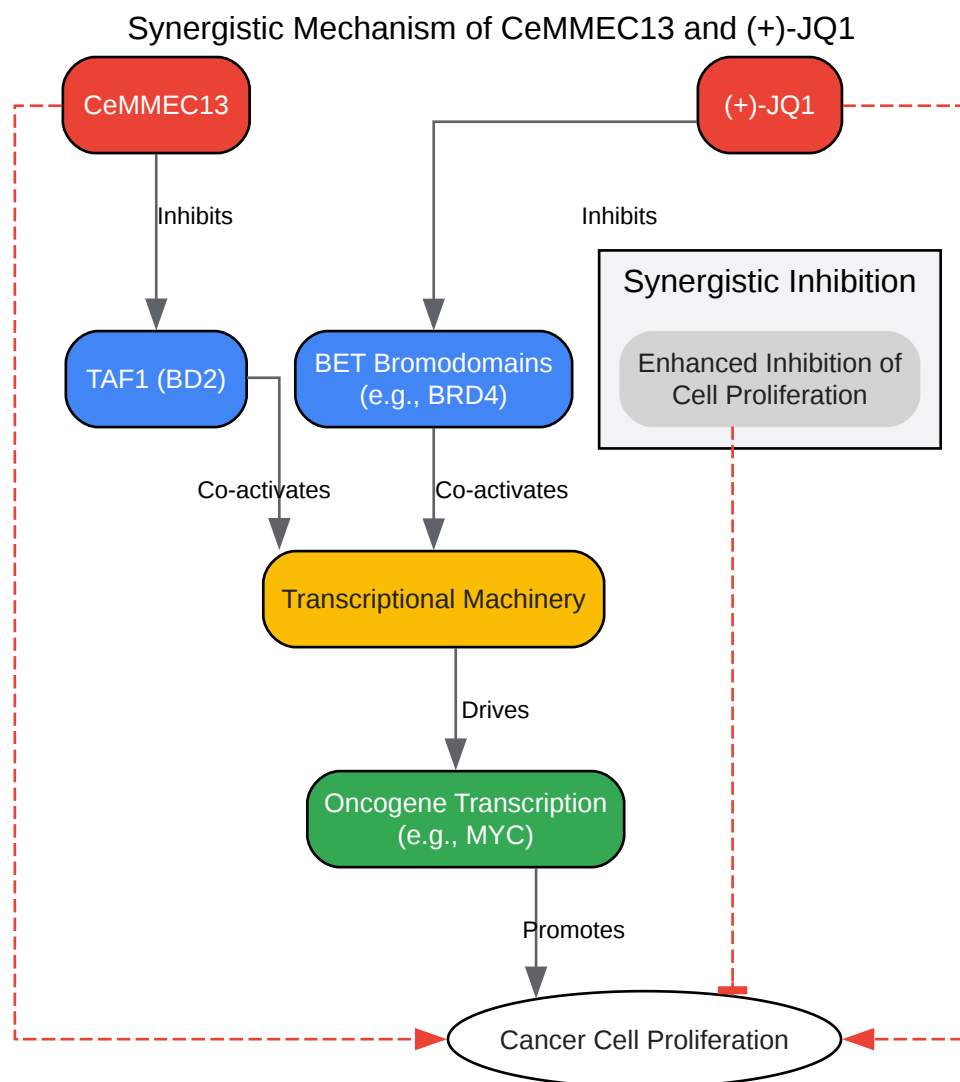 Synergistic Mechanism of CeMMEC13 and (+)-JQ1
CeMMEC13
(+)-JQ1
Inhibits
Inhibits
Synergistic Inhibition
Enhanced Inhibition of
Cell Proliferation
TAF1 (BD2)
BET Bromodomains
(e.g., BRD4)
Co-activates
Co-activates
Transcriptional Machinery
Drives
Oncogene Transcription
(e.g., MYC)
Promotes
Cancer Cell Proliferation